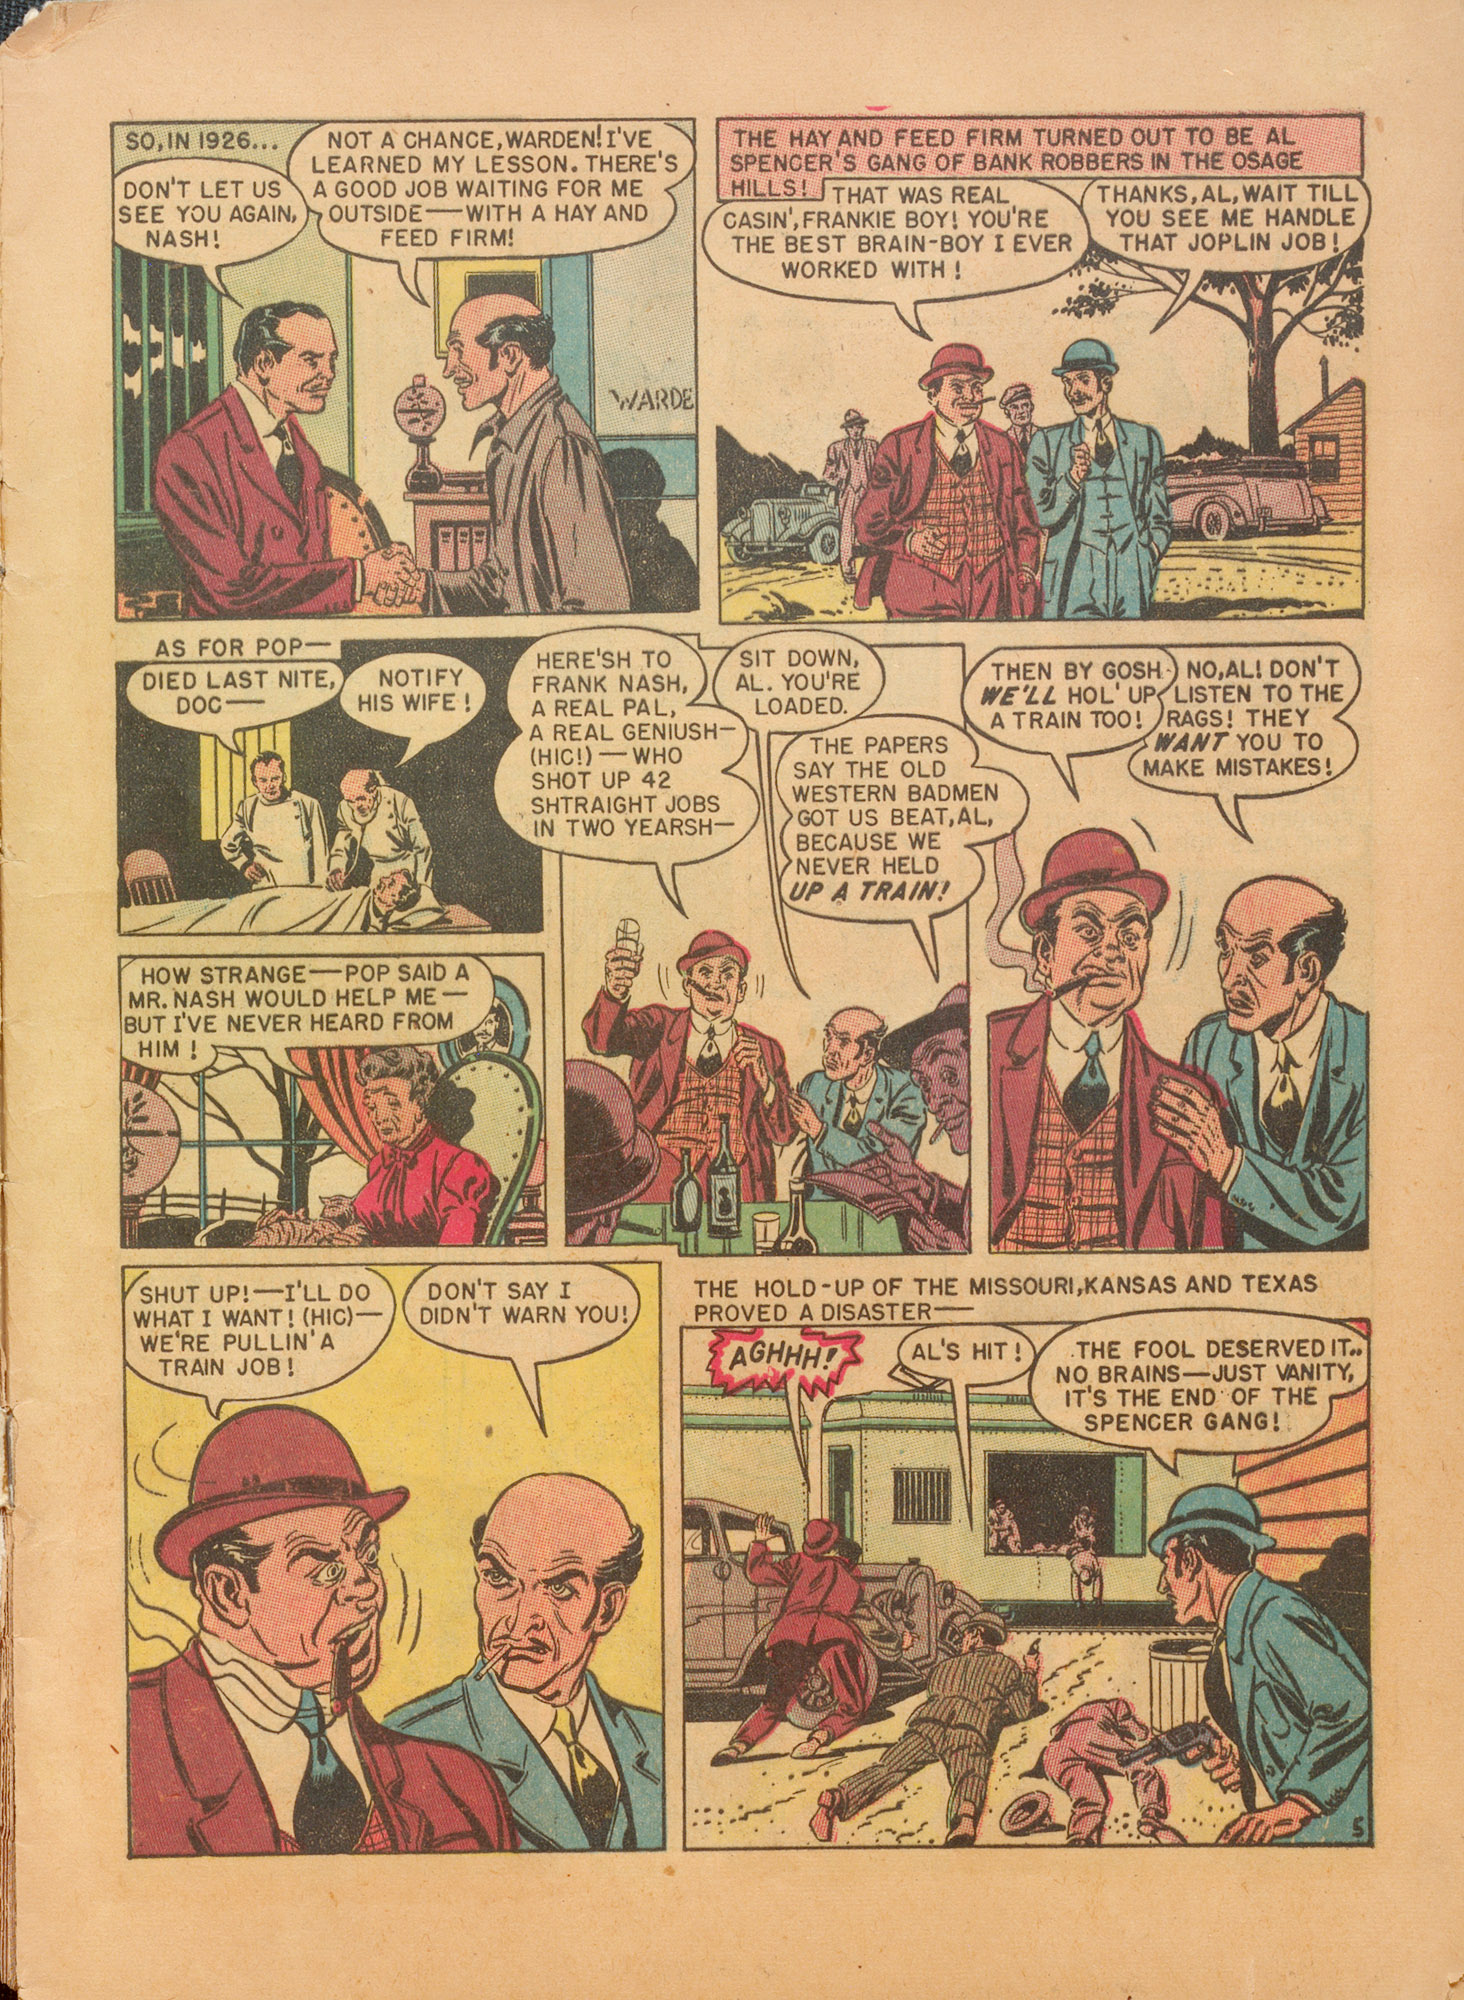 SO, IN 1926...
DON'T LET US
SEE YOU AGAIN,
NASH!
NOT A CHANCE, WARDEN! I'VE
LEARNED MY LESSON. THERE'S
A GOOD JOB WAITING FOR ME
OUTSIDE—WITH A HAY AND
FEED FIRM!
WARDE
THE HAY AND FEED FIRM TURNED OUT TO BE AL
SPENCER'S GANG OF BANK ROBBERS IN THE OSAGE
HILLS!
THAT WAS REAL
CASIN', FRANKIE BOY! YOU'RE
THE BEST BRAIN-BOY I EVER
WORKED WITH!
THANKS, AL, WAIT TILL
YOU SEE ME HANDLE
THAT JOPLIN JOB!
AS FOR POP—
DIED LAST NITE,
DOC—
NOTIFY
HIS WIFE!
HOW STRANGE—POP SAID A
MR. NASH WOULD HELP ME—
BUT I'VE NEVER HEARD FROM
HIM!
HERE'SH TO
FRANK NASH,
A REAL PAL,
A REAL GENIUSH—
(HIC!)—WHO
SHOT UP 42
SHTRAIGHT JOBS
IN TWO YEARSH—
SIT DOWN,
AL. YOU'RE
LOADED.
THE PAPERS
SAY THE OLD
WESTERN BADMEN
GOT US BEAT, AL,
BECAUSE WE
NEVER HELD
UP A TRAIN!
THEN BY GOSH
WE'LL HOL' UP
A TRAIN TOO!
NO, AL! DON'T
LISTEN TO THE
RAGS! THEY
WANT YOU TO
MAKE MISTAKES!
SHUT UP!—I'LL DO
WHAT I WANT! (HIC)—
WE'RE PULLIN' A
TRAIN JOB!
DON'T SAY I
DIDN'T WARN YOU!
THE HOLD-UP OF THE MISSOURI, KANSAS AND TEXAS
PROVED A DISASTER—
AGHHH!
AL'S HIT!
THE FOOL DESERVED IT..
NO BRAINS—JUST VANITY,
IT'S THE END OF THE
SPENCER GANG!
5